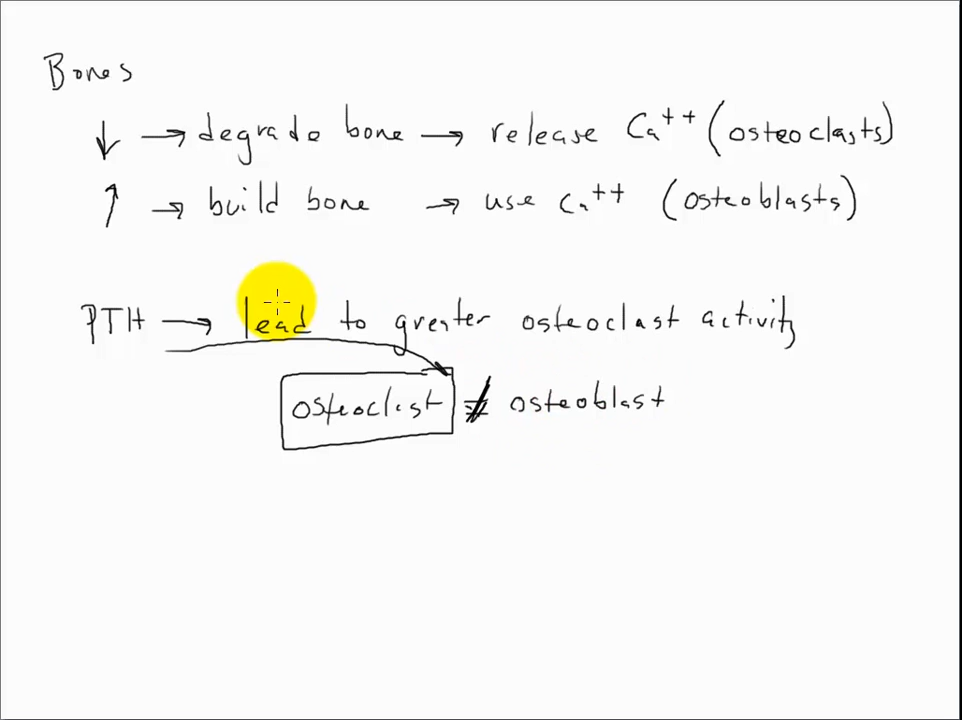 Bones
↓ → degrade bone → release Ca++ (osteoclasts)
↑ → build bone → use Ca++ (osteoblasts)
PTH → lead to greater osteoclast activity
osteoclast ≠ osteoblast